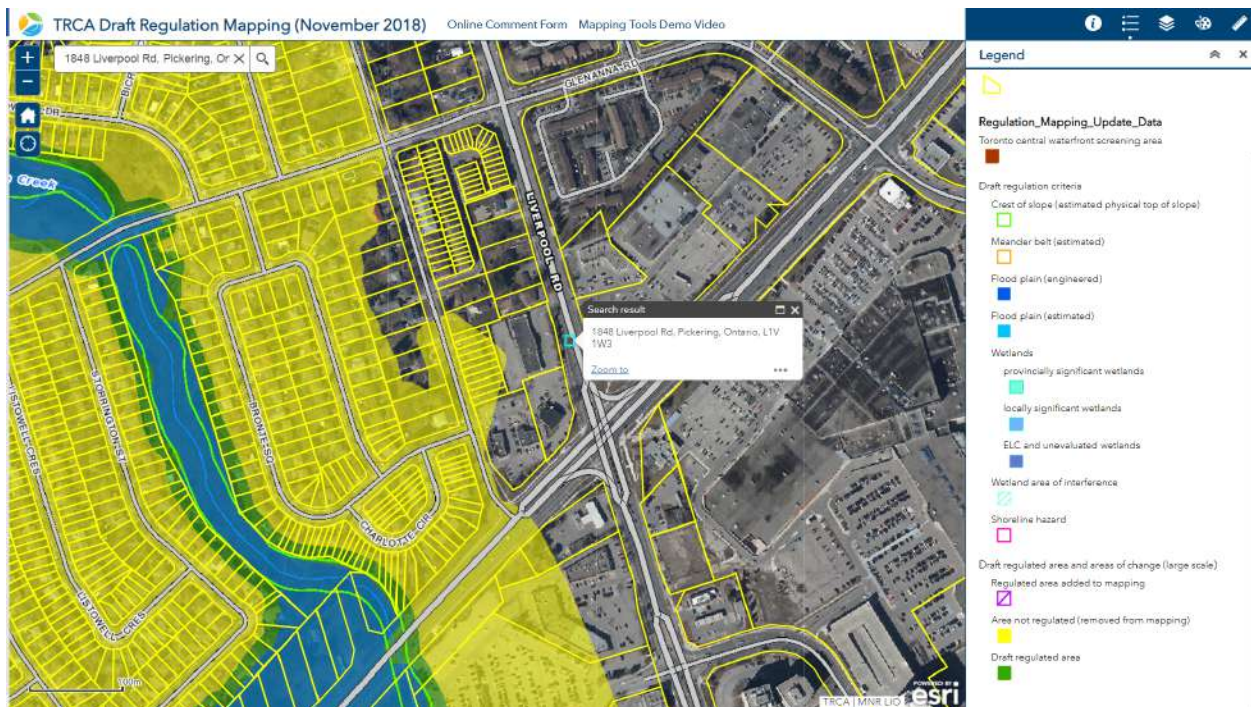 TRCA Draft Regulation Mapping (November 2018) Online Comment Form Mapping Tools Demo Video
1848 Liverpool Rd, Pickering, Or
Legend
Regulation_Mapping_Update_Data
Toronto central waterfront screening area
Draft regulation criteria
Crest of slope (estimated physical top of slope)
Meander belt (estimated)
Flood plain (engineered)
Flood plain (estimated)
Wetlands
provincially significant wetlands
locally significant wetlands
ELC and unevaluated wetlands
Wetland area of interference
Shoreline hazard
Draft regulated area and areas of change (large scale)
Regulated area added to mapping
Area not regulated (removed from mapping)
Draft regulated area
GLENANNA RD
DR
Creek
LIVERPOOL RD
Search result
1848 Liverpool Rd, Pickering, Ontario, L1V
1W3
Zoom to
STORRINGTON ST
BRONTE SQ
LISTOWELL CRES
CHARLOTTE CIR
LISTOWELL CRES
100m
TRCA | MNR LIO
POWERED BY
esri